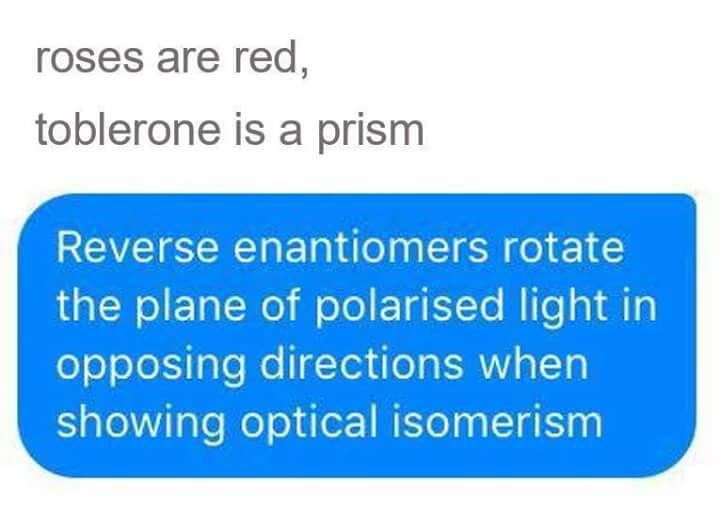 roses are red,
toblerone is a prism
Reverse enantiomers rotate
the plane of polarised light in
opposing directions when
showing optical isomerism